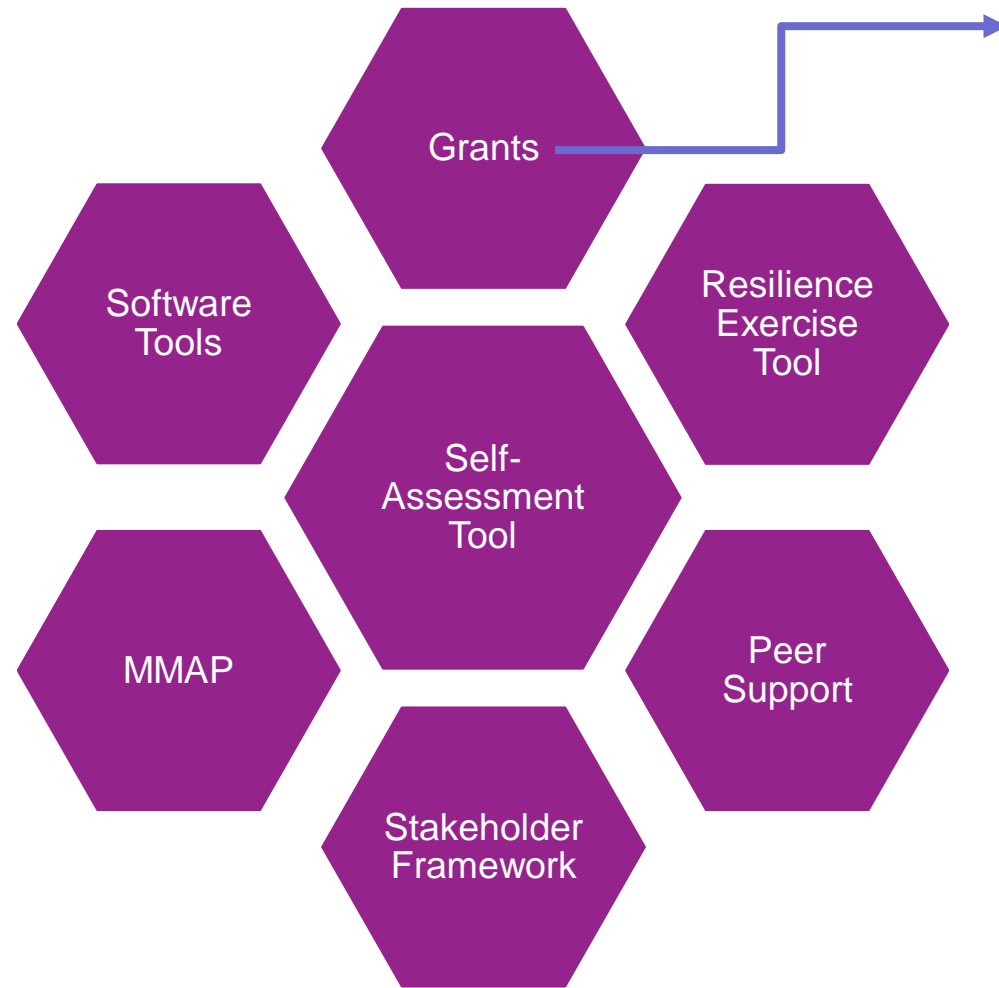 Grants
Software
Tools
Resilience
Exercise
Tool
Self-
Assessment
Tool
MMAP
Peer
Support
Stakeholder
Framework